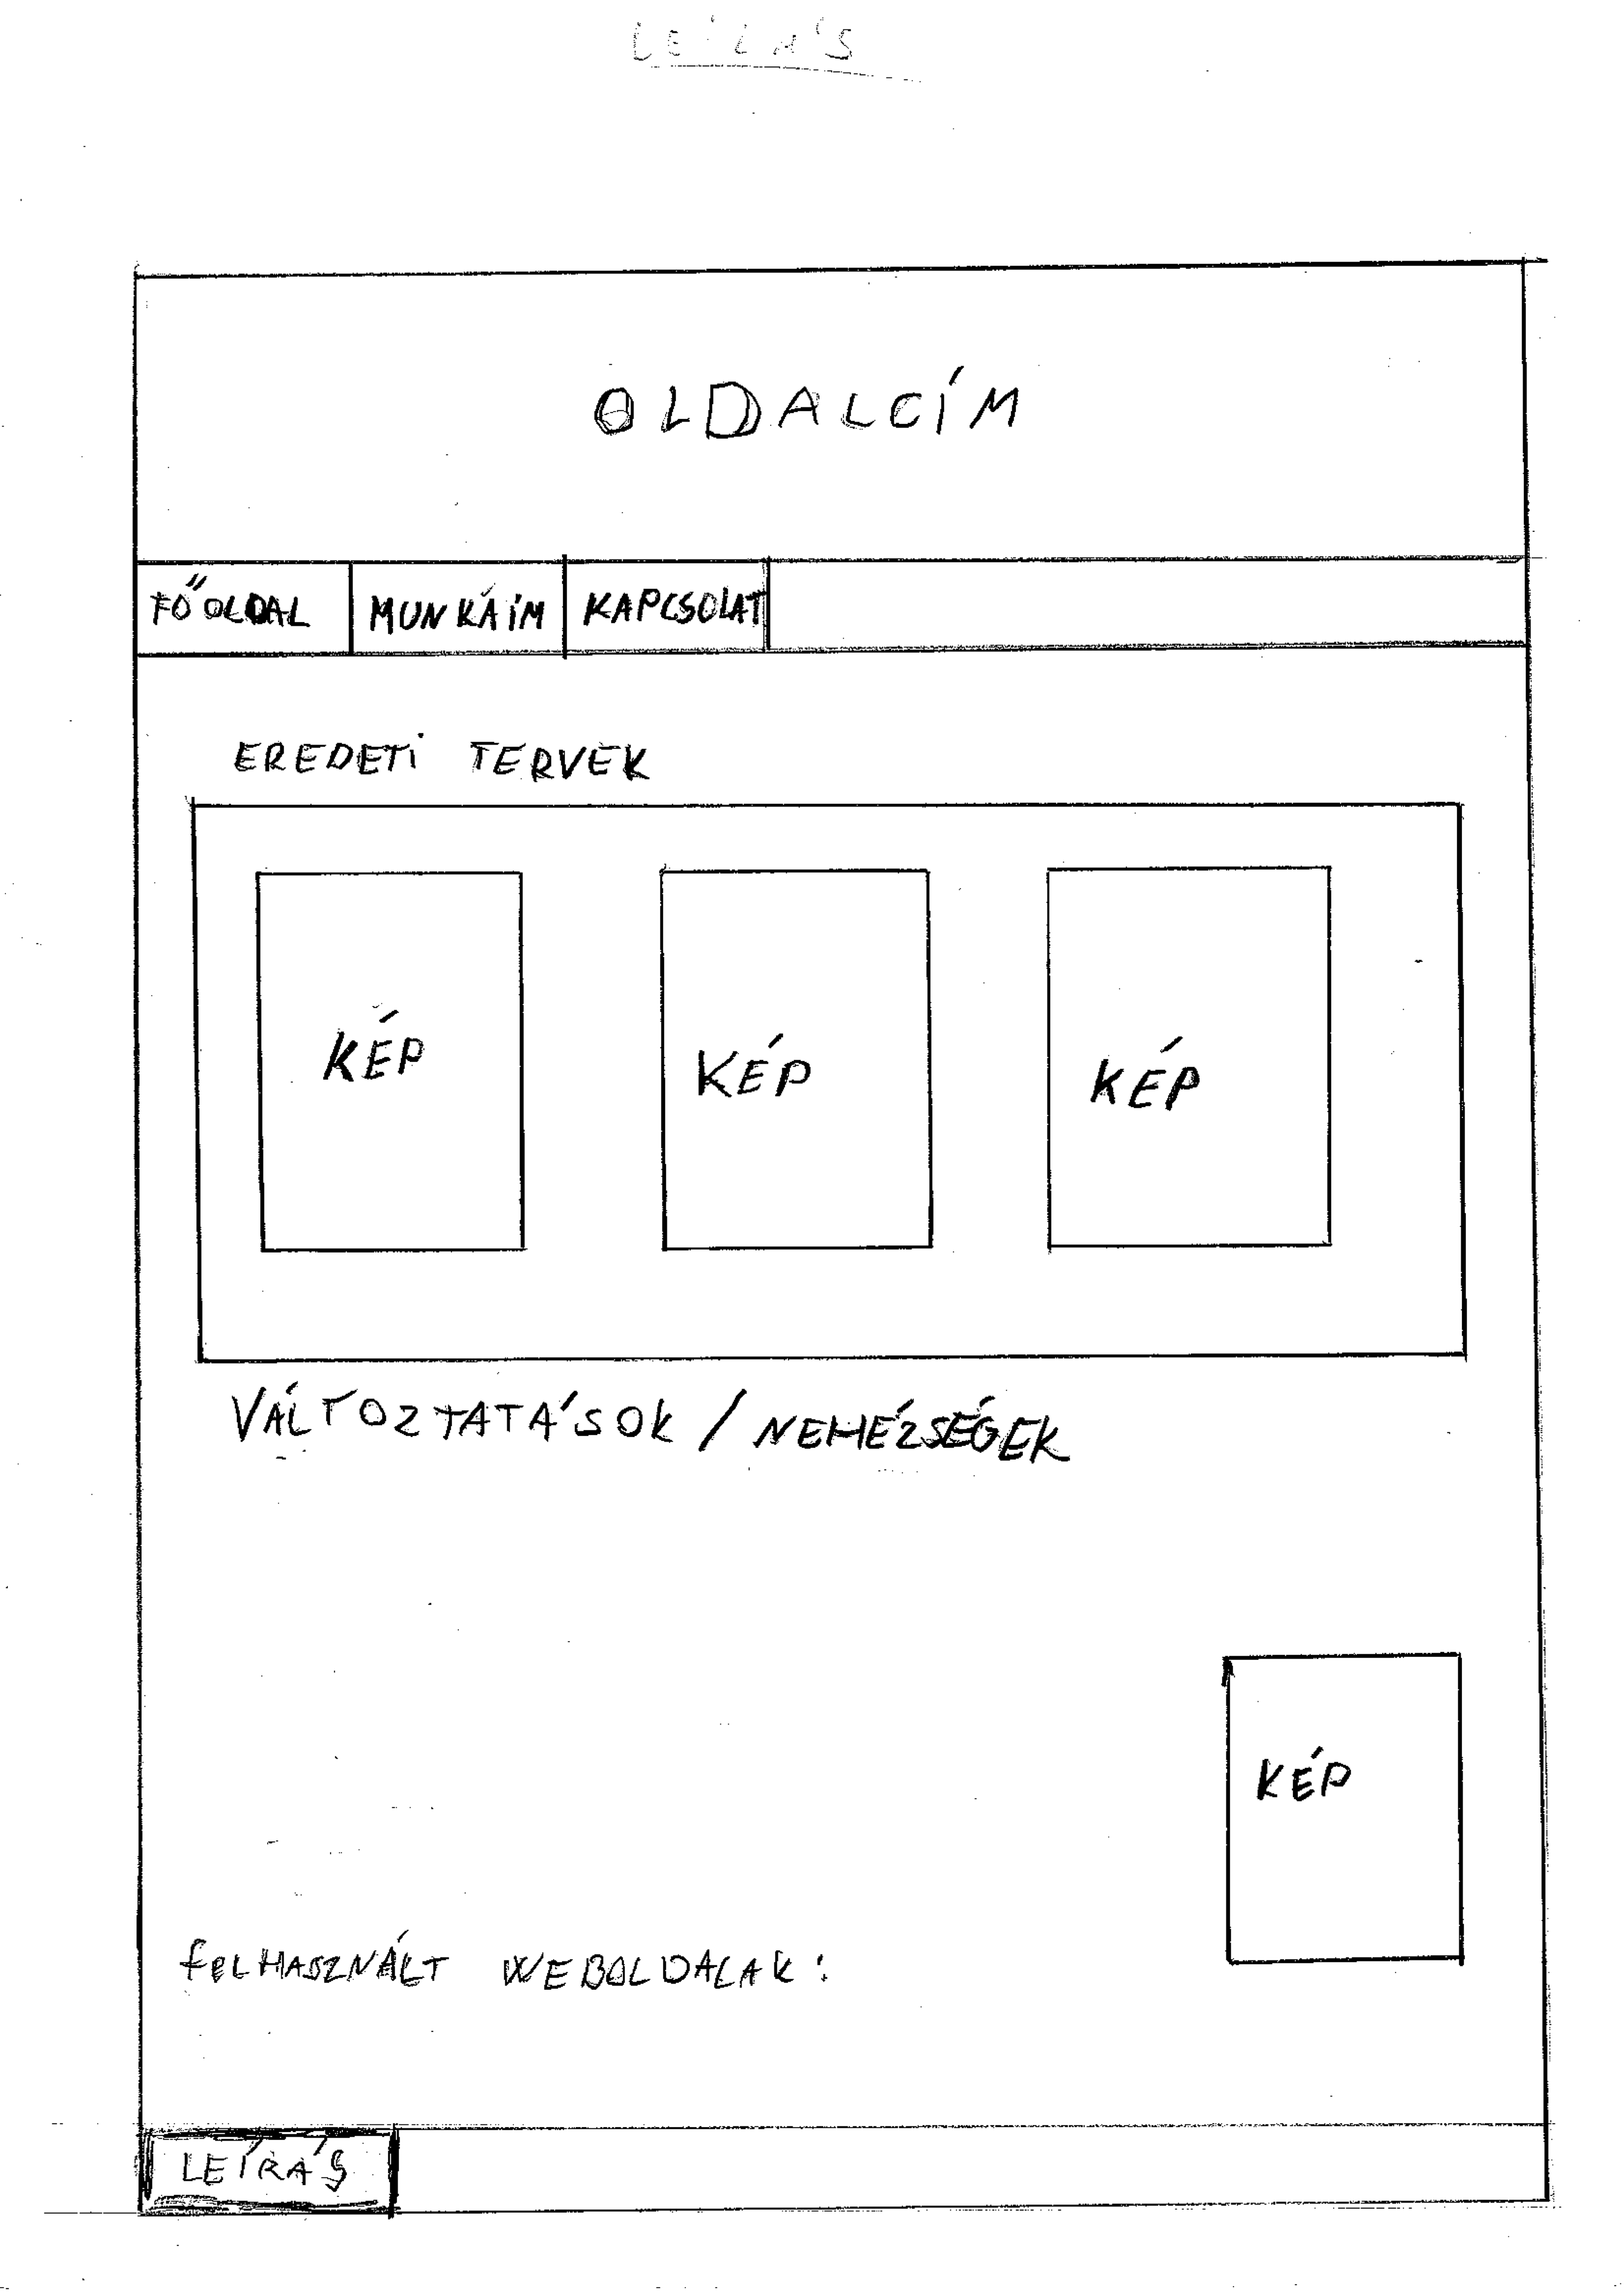 LEÍRÁS
OLDALCÍM
FŐOLDAL MUNKÁIM KAPCSOLAT
EREDETI TERVEK
KÉP KÉP KÉP
VÁLTOZTATÁSOK / NEHÉZSÉGEK
KÉP
FELHASZNÁLT WEBOLDALAK:
LEÍRÁS